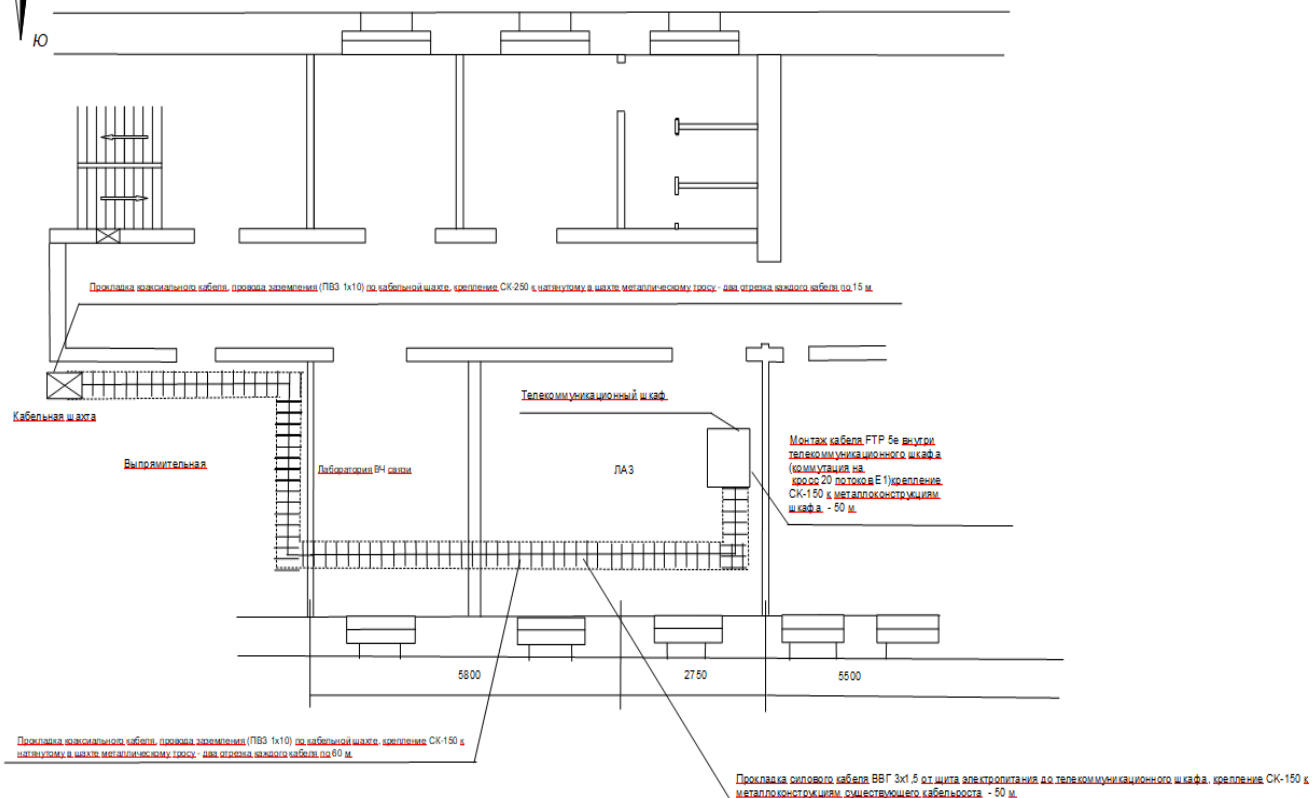 Ю
Прокладка коаксиального кабеля, провода заземления (ПВЗ 1х10) по кабельной шахте, крепление СК-250 к натянутому в шахте металлическому тросу - два отрезка каждого кабеля по 15 м
Телекоммуникационный шкаф
Кабельная шахта
Выпрямительная
Лаборатория ВЧ связи
ЛАЗ
Монтаж кабеля FTP 5e внутри
телекоммуникационного шкафа
(коммутация на
кросс 20 потоков Е1)крепление
СК-150 к металлоконструкциям
шкафа - 50 м
5800
2750
5500
Прокладка коаксиального кабеля, провода заземления (ПВЗ 1х10) по кабельной шахте, крепление СК-150 к
натянутому в шахте металлическому тросу - два отрезка каждого кабеля по 60 м
Прокладка силового кабеля ВВГ 3х1,5 от щита электропитания до телекоммуникационного шкафа, крепление СК-150 к
металлоконструкциям существующего кабельроста - 50 м